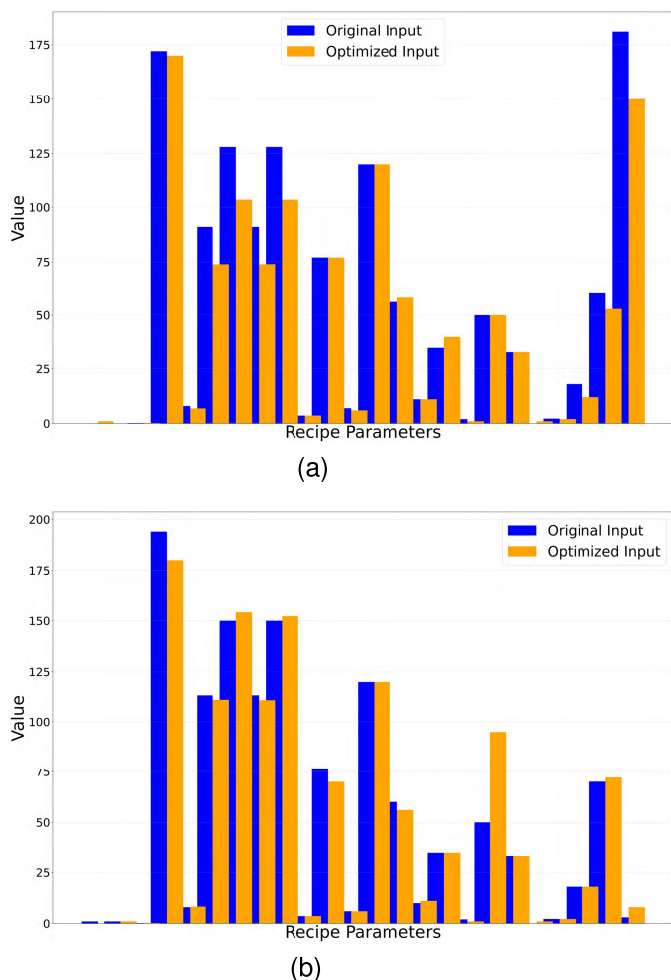 Original Input
Optimized Input
175
150
125
100
75
50
25
0
Value
Recipe Parameters
(a)
Original Input
Optimized Input
200
175
150
125
100
75
50
25
0
Value
Recipe Parameters
(b)